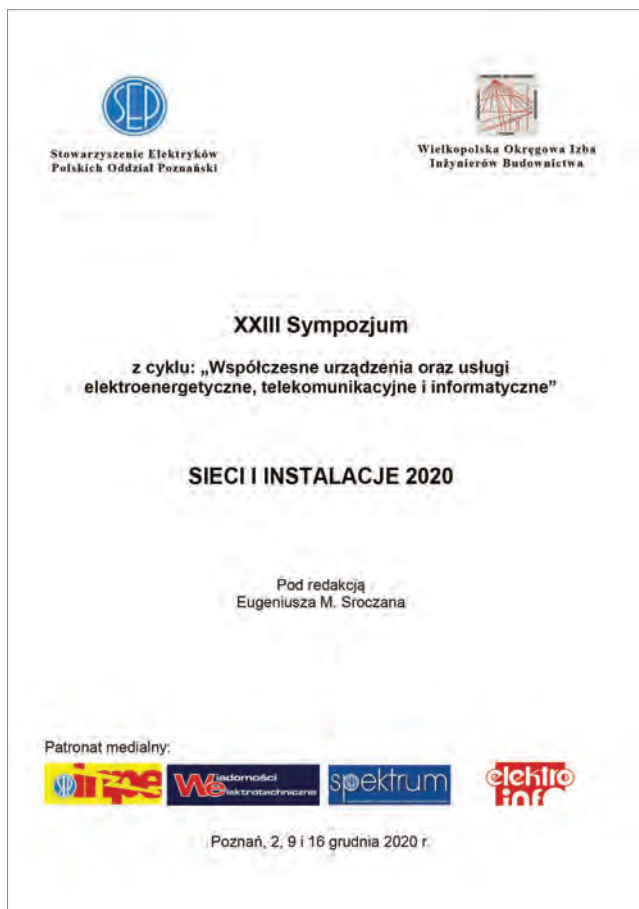 SEP
Stowarzyszenie Elektryków
Polskich Oddział Poznański
Wielkopolska Okręgowa Izba
Inżynierów Budownictwa
XXIII Sympozjum
z cyklu: „Współczesne urządzenia oraz usługi
elektroenergetyczne, telekomunikacyjne i informatyczne”
SIECI I INSTALACJE 2020
Pod redakcją
Eugeniusza M. Sroczana
Patronat medialny:
SEP inpe
Wiadomości
elektrotechniczne
spektrum
elektro
info
Poznań, 2, 9 i 16 grudnia 2020 r.